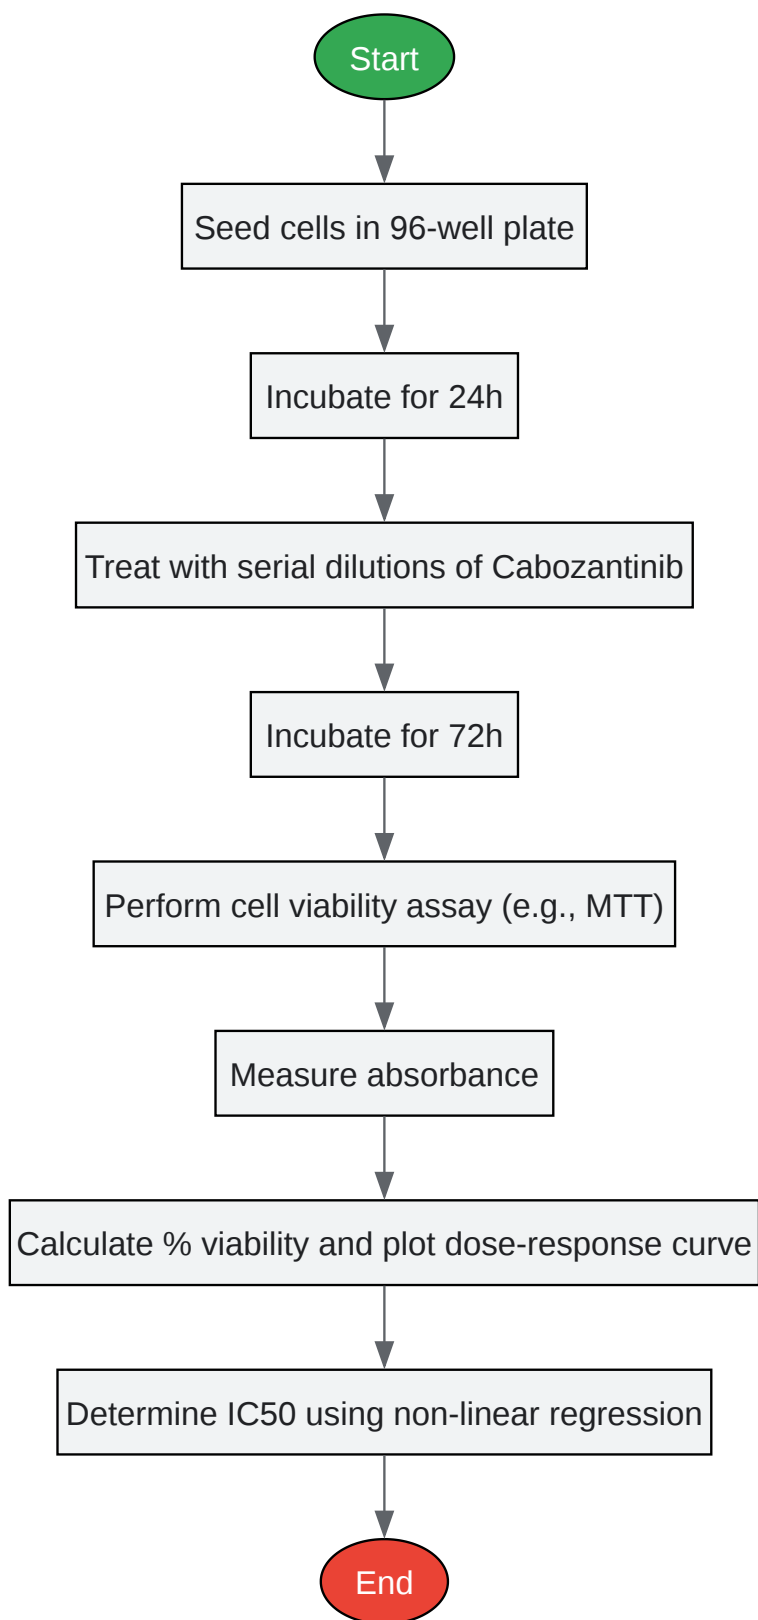 Start
Seed cells in 96-well plate
Incubate for 24h
Treat with serial dilutions of Cabozantinib
Incubate for 72h
Perform cell viability assay (e.g., MTT)
Measure absorbance
Calculate % viability and plot dose-response curve
Determine IC50 using non-linear regression
End